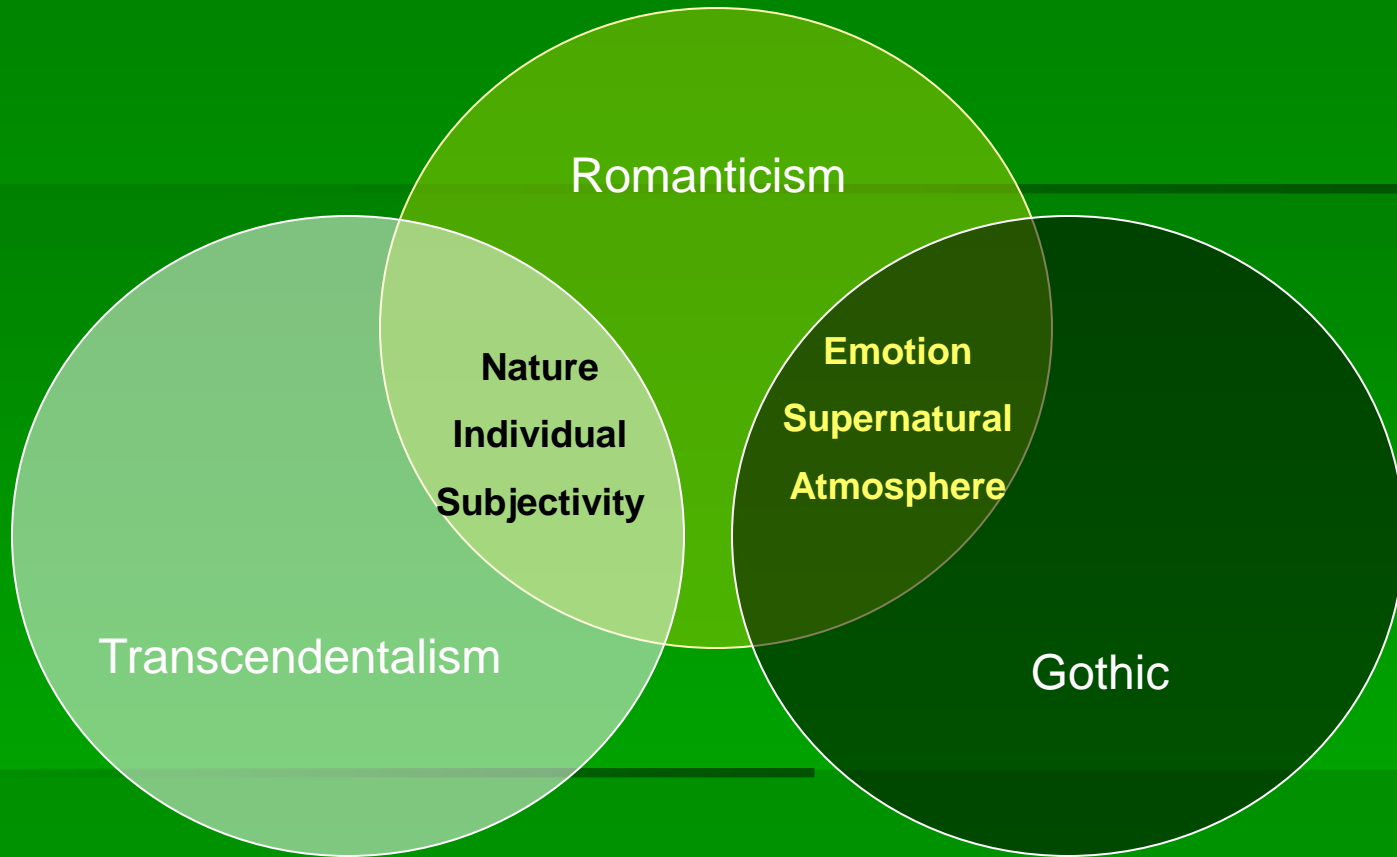 Romanticism
Nature
Individual
Subjectivity
Emotion
Supernatural
Atmosphere
Transcendentalism
Gothic